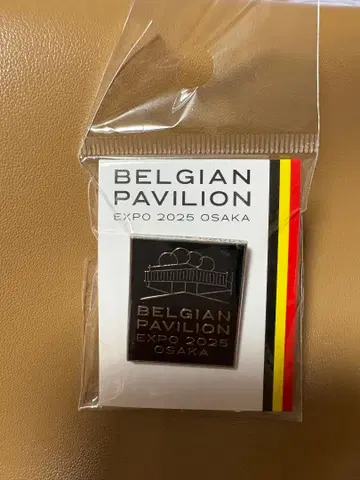 BELGIAN
PAVILION
EXPO 2025 OSAKA
BELGIAN
PAVILION
EXPO 2025
OSAKA